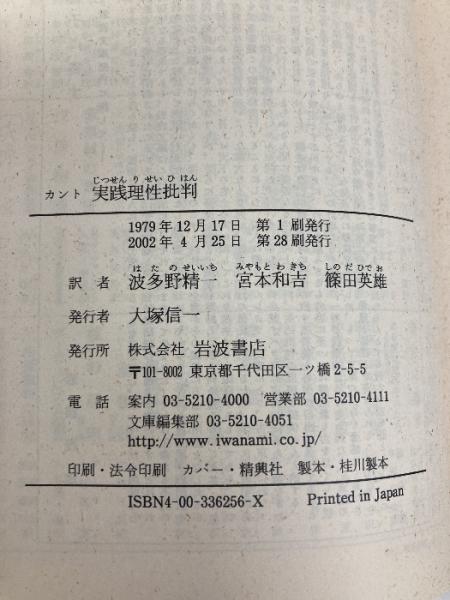 じつせんりせいひはん
カント 実践理性批判
1979年12月17日 第1刷発行
2002年4月25日 第28刷発行
はたのせいいち みやもとわきち しのだひでお
訳者 波多野精一 宮本和吉 篠田英雄
発行者 大塚信一
発行所 株式会社 岩波書店
〒101-8002 東京都千代田区一ツ橋2-5-5
電話 案内 03-5210-4000 営業部 03-5210-4111
文庫編集部 03-5210-4051
http://www.iwanami.co.jp/
印刷・法令印刷 カバー・精興社 製本・桂川製本
ISBN4-00-336256-X Printed in Japan